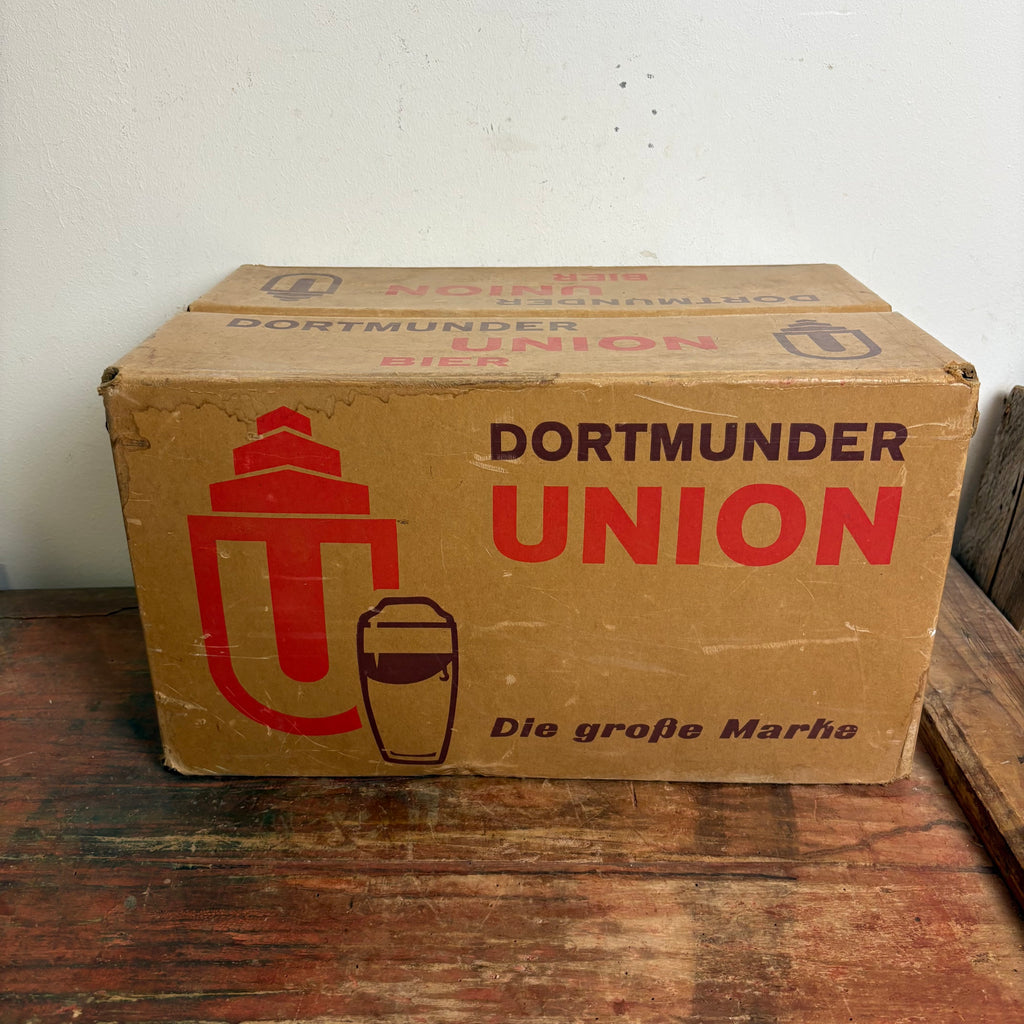 BIER
UNION
DORTMUNDER
DORTMUNDER
UNION
BIER
DORTMUNDER
UNION
Die große Marke